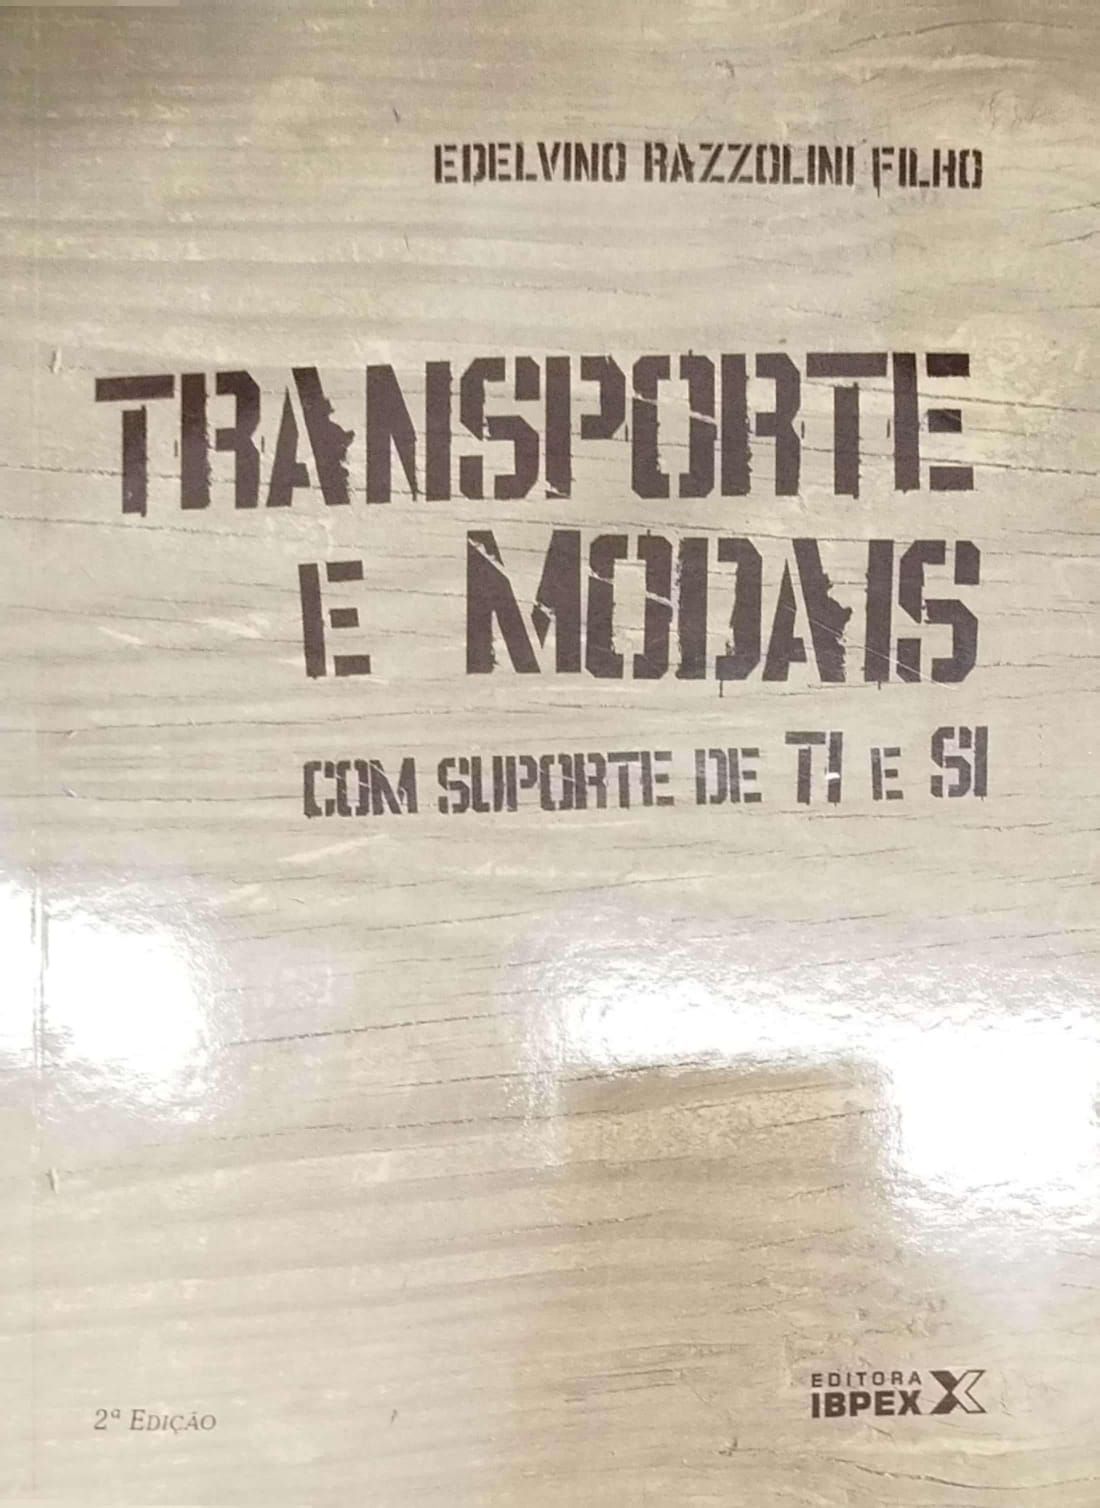 EDELVINO RAZZOLINI FILHO
TRANSPORTE
E MODAIS
COM SUPORTE DE TI E SI
EDITORA
IBPEX
2ª EDIÇÃO